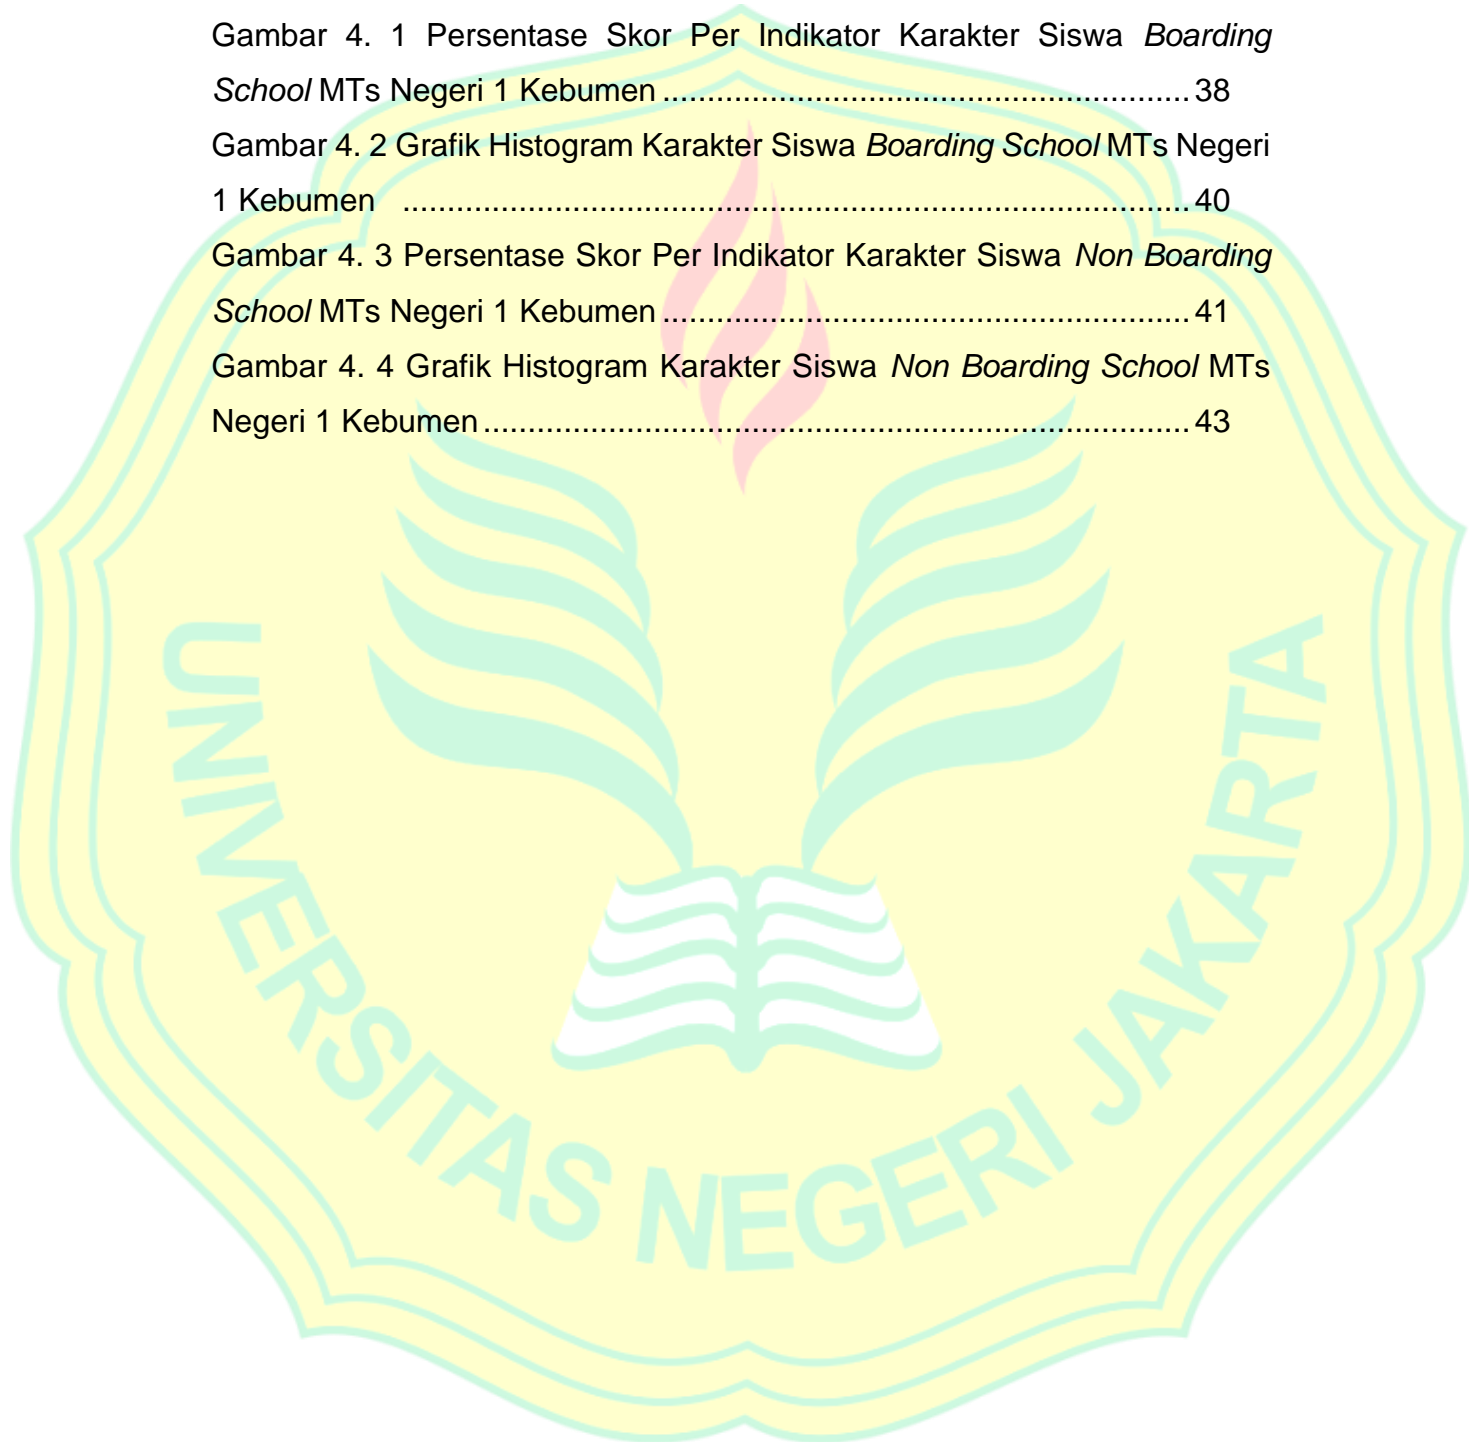 Gambar 4. 1 Persentase Skor Per Indikator Karakter Siswa Boarding
School MTs Negeri 1 Kebumen ........................................................... 38
Gambar 4. 2 Grafik Histogram Karakter Siswa Boarding School MTs Negeri
1 Kebumen ........................................................................................ 40
Gambar 4. 3 Persentase Skor Per Indikator Karakter Siswa Non Boarding
School MTs Negeri 1 Kebumen ........................................................... 41
Gambar 4. 4 Grafik Histogram Karakter Siswa Non Boarding School MTs
Negeri 1 Kebumen ............................................................................... 43
UNIVERSITAS NEGERI JAKARTA